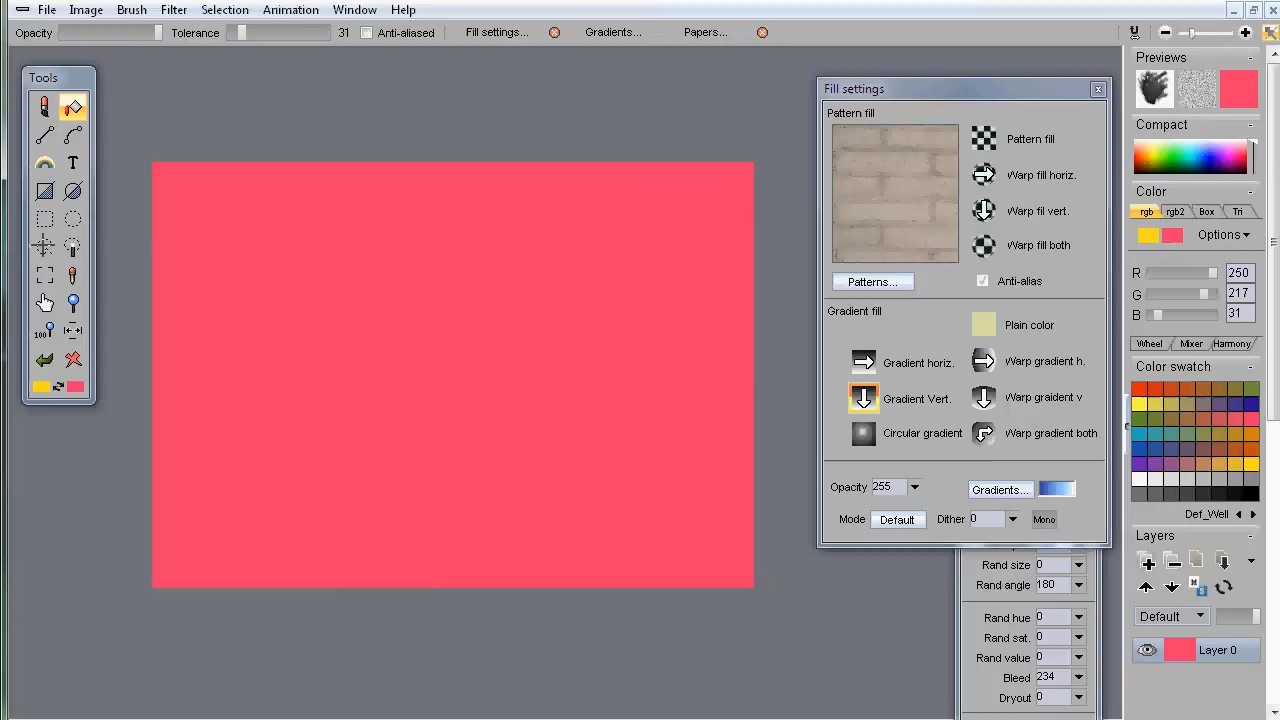 File Image Brush Filter Selection Animation Window Help
Opacity Tolerance 31 Anti-aliased Fill settings... Gradients... Papers...
Tools
T
100
Fill settings
Pattern fill
Pattern fill
Warp fill horiz.
Warp fil vert.
Warp fill both
Patterns...
Anti-alias
Gradient fill
Plain color
Gradient horiz.
Warp gradient h.
Gradient Vert.
Warp graident v
Circular gradient
Warp gradient both
Opacity 255
Gradients...
Mode Default Dither 0 Mono
Rand size 0
Rand angle 180
Rand hue 0
Rand sat. 0
Rand value 0
Bleed 234
Dryout 0
Previews
Compact
Color
rgb rgb2 Box Tri
Options
R 250
G 217
B 31
Wheel Mixer Harmony
Color swatch
Def_Well
Layers
Default
Layer 0